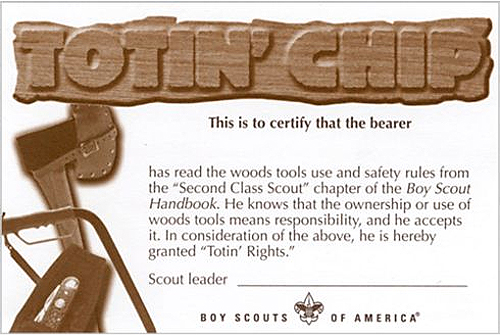 TOTIN' CHIP
This is to certify that the bearer
has read the woods tools use and safety rules from
the “Second Class Scout” chapter of the Boy Scout
Handbook. He knows that the ownership or use of
woods tools means responsibility, and he accepts
it. In consideration of the above, he is hereby
granted “Totin’ Rights.”
Scout leader
BOY SCOUTS OF AMERICA®